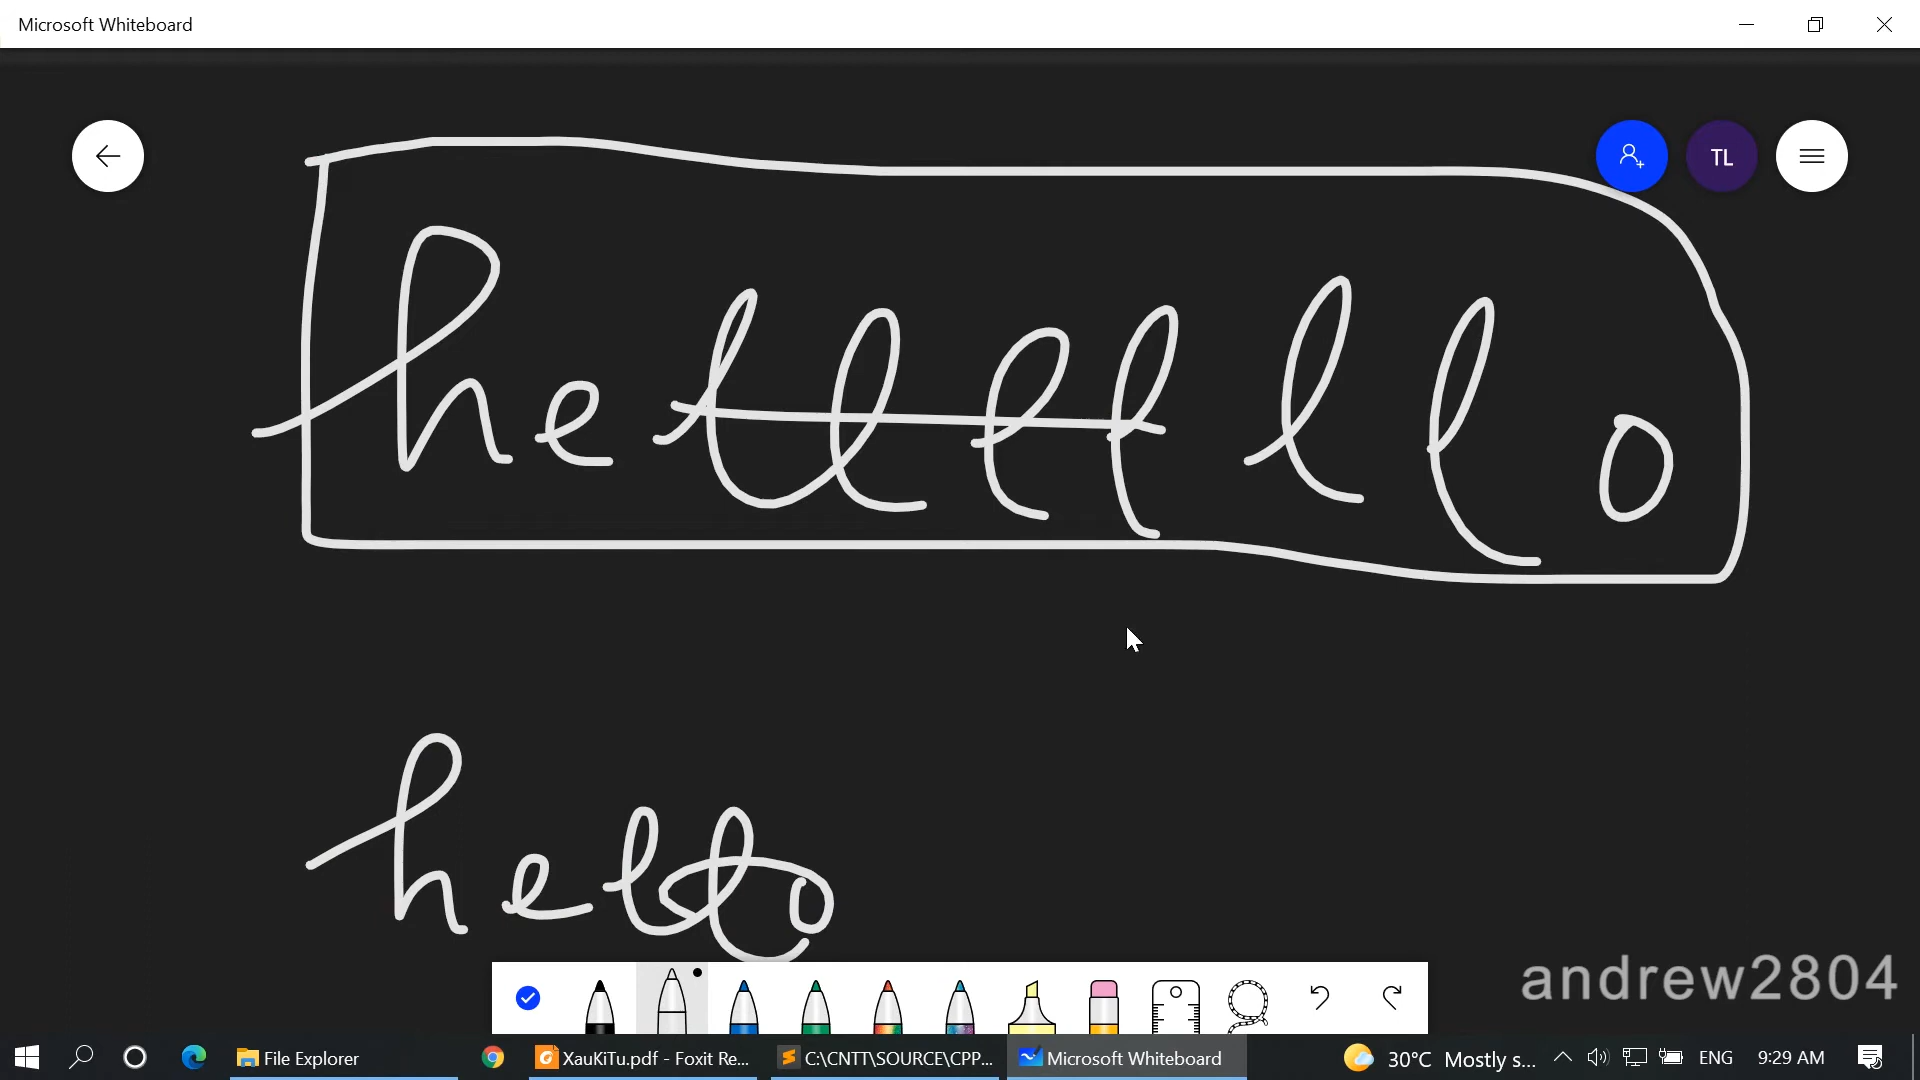 Microsoft Whiteboard
TL
hellllllo
hello
andrew2804
File Explorer
XauKiTu.pdf - Foxit Re...
C:\CNTT\SOURCE\CPP...
Microsoft Whiteboard
30°C Mostly s...
ENG
9:29 AM